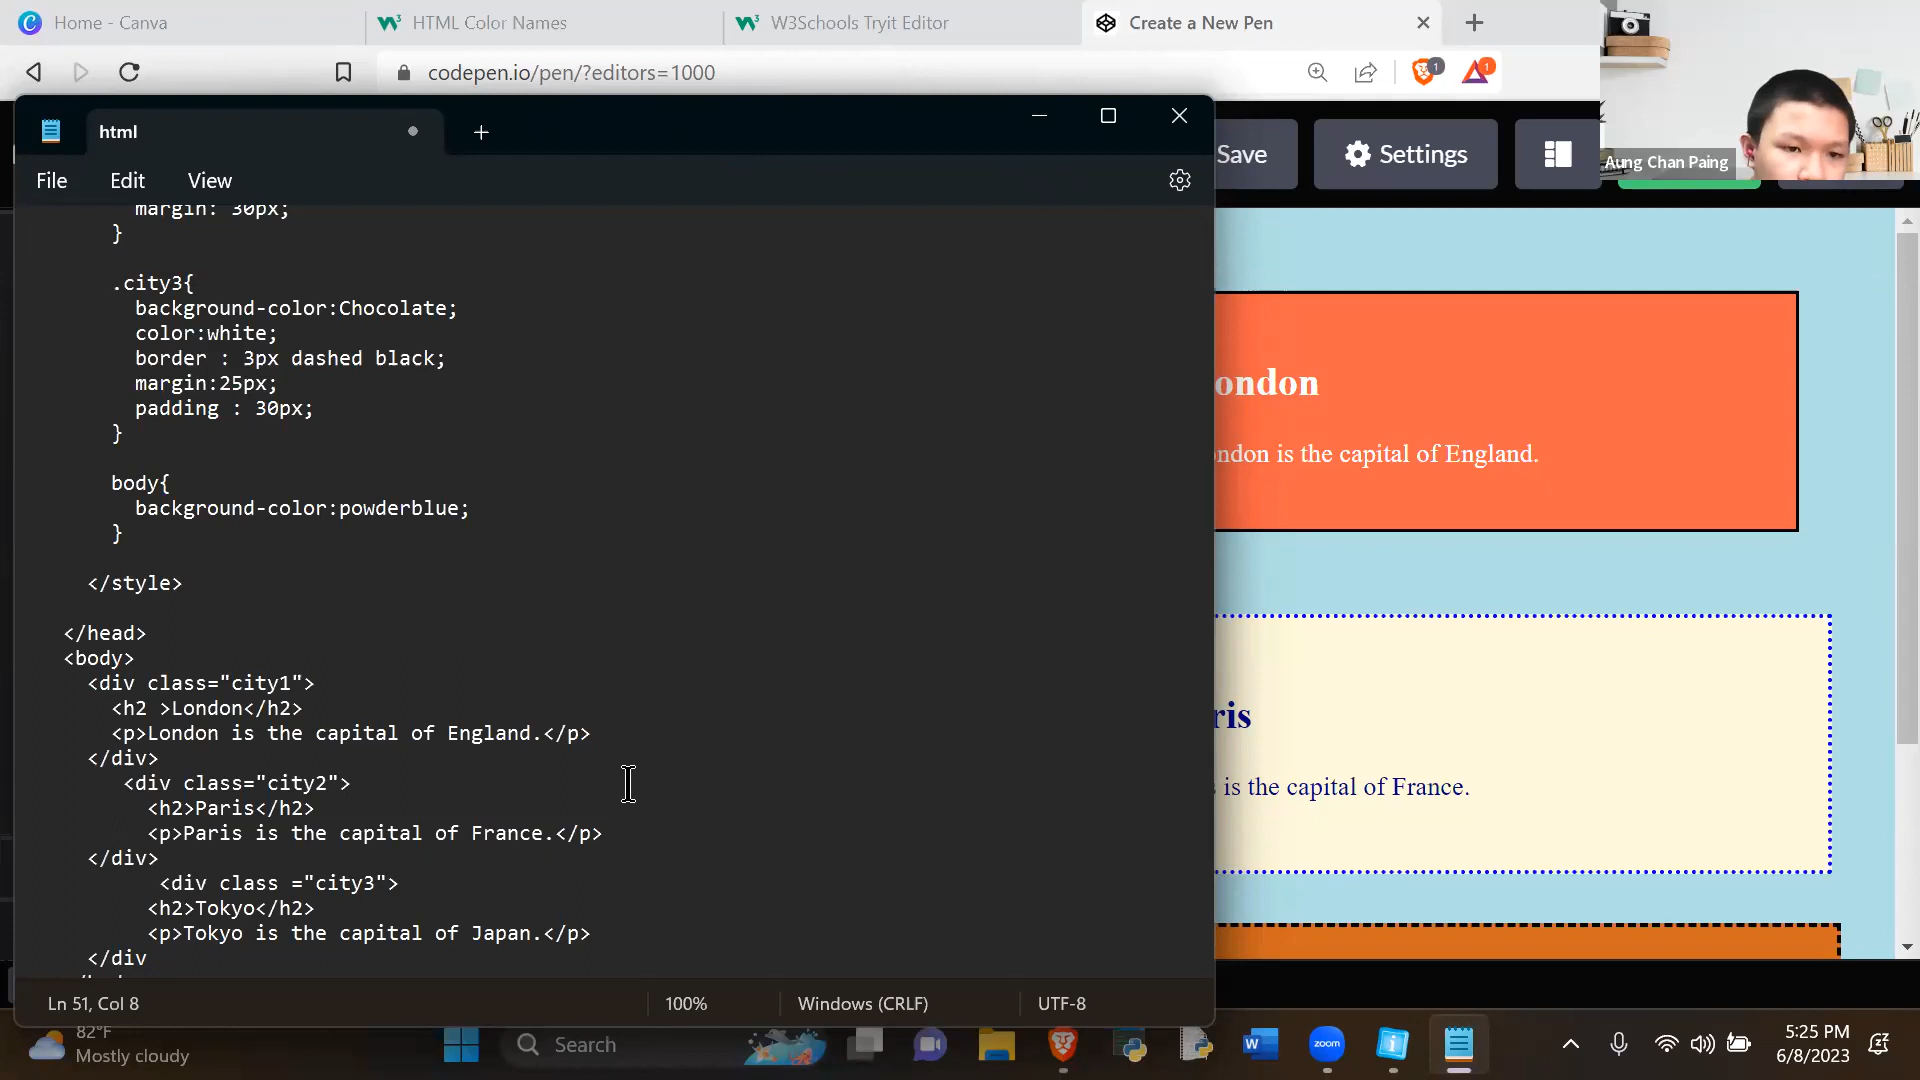 Home - Canva
HTML Color Names
W3Schools Tryit Editor
Create a New Pen
codepen.io/pen/?editors=1000
1
1
html
Save
Settings
Aung Chan Paing
File
Edit
View
margin: 30px;
}
.city3{
background-color:Chocolate;
color:white;
border : 3px dashed black;
margin:25px;
padding : 30px;
}
body{
background-color:powderblue;
}
</style>
</head>
<body>
<div class="city1">
<h2 >London</h2>
<p>London is the capital of England.</p>
</div>
<div class="city2">
<h2>Paris</h2>
<p>Paris is the capital of France.</p>
</div>
<div class ="city3">
<h2>Tokyo</h2>
<p>Tokyo is the capital of Japan.</p>
</div
ondon
ndon is the capital of England.
ris
is the capital of France.
Ln 51, Col 8
100%
Windows (CRLF)
UTF-8
82°F
Mostly cloudy
Search
zoom
5:25 PM
6/8/2023